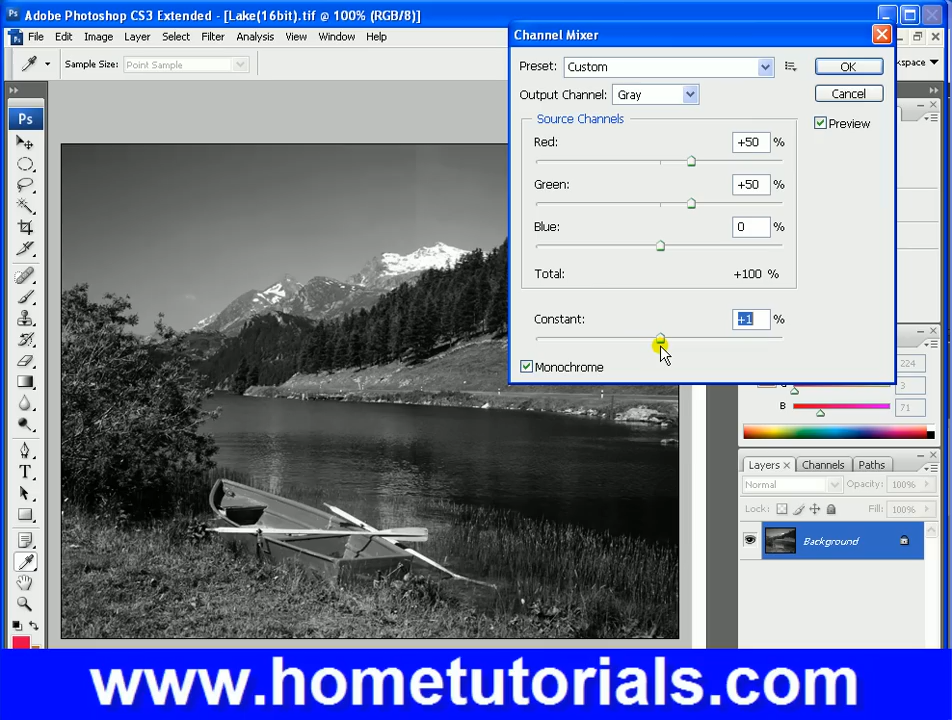 Adobe Photoshop CS3 Extended - [Lake(16bit).tif @ 100% (RGB/8)]
File Edit Image Layer Select Filter Analysis View Window Help
Sample Size: Point Sample
kspace
Ps
Channel Mixer
Preset: Custom
OK
Output Channel: Gray
Cancel
Source Channels
Preview
Red: +50 %
Green: +50 %
Blue: 0 %
Total: +100 %
Constant: +1 %
Monochrome
224
3
B 71
Layers x Channels Paths
Normal Opacity: 100%
Lock: Fill: 100%
Background
T
www.hometutorials.com